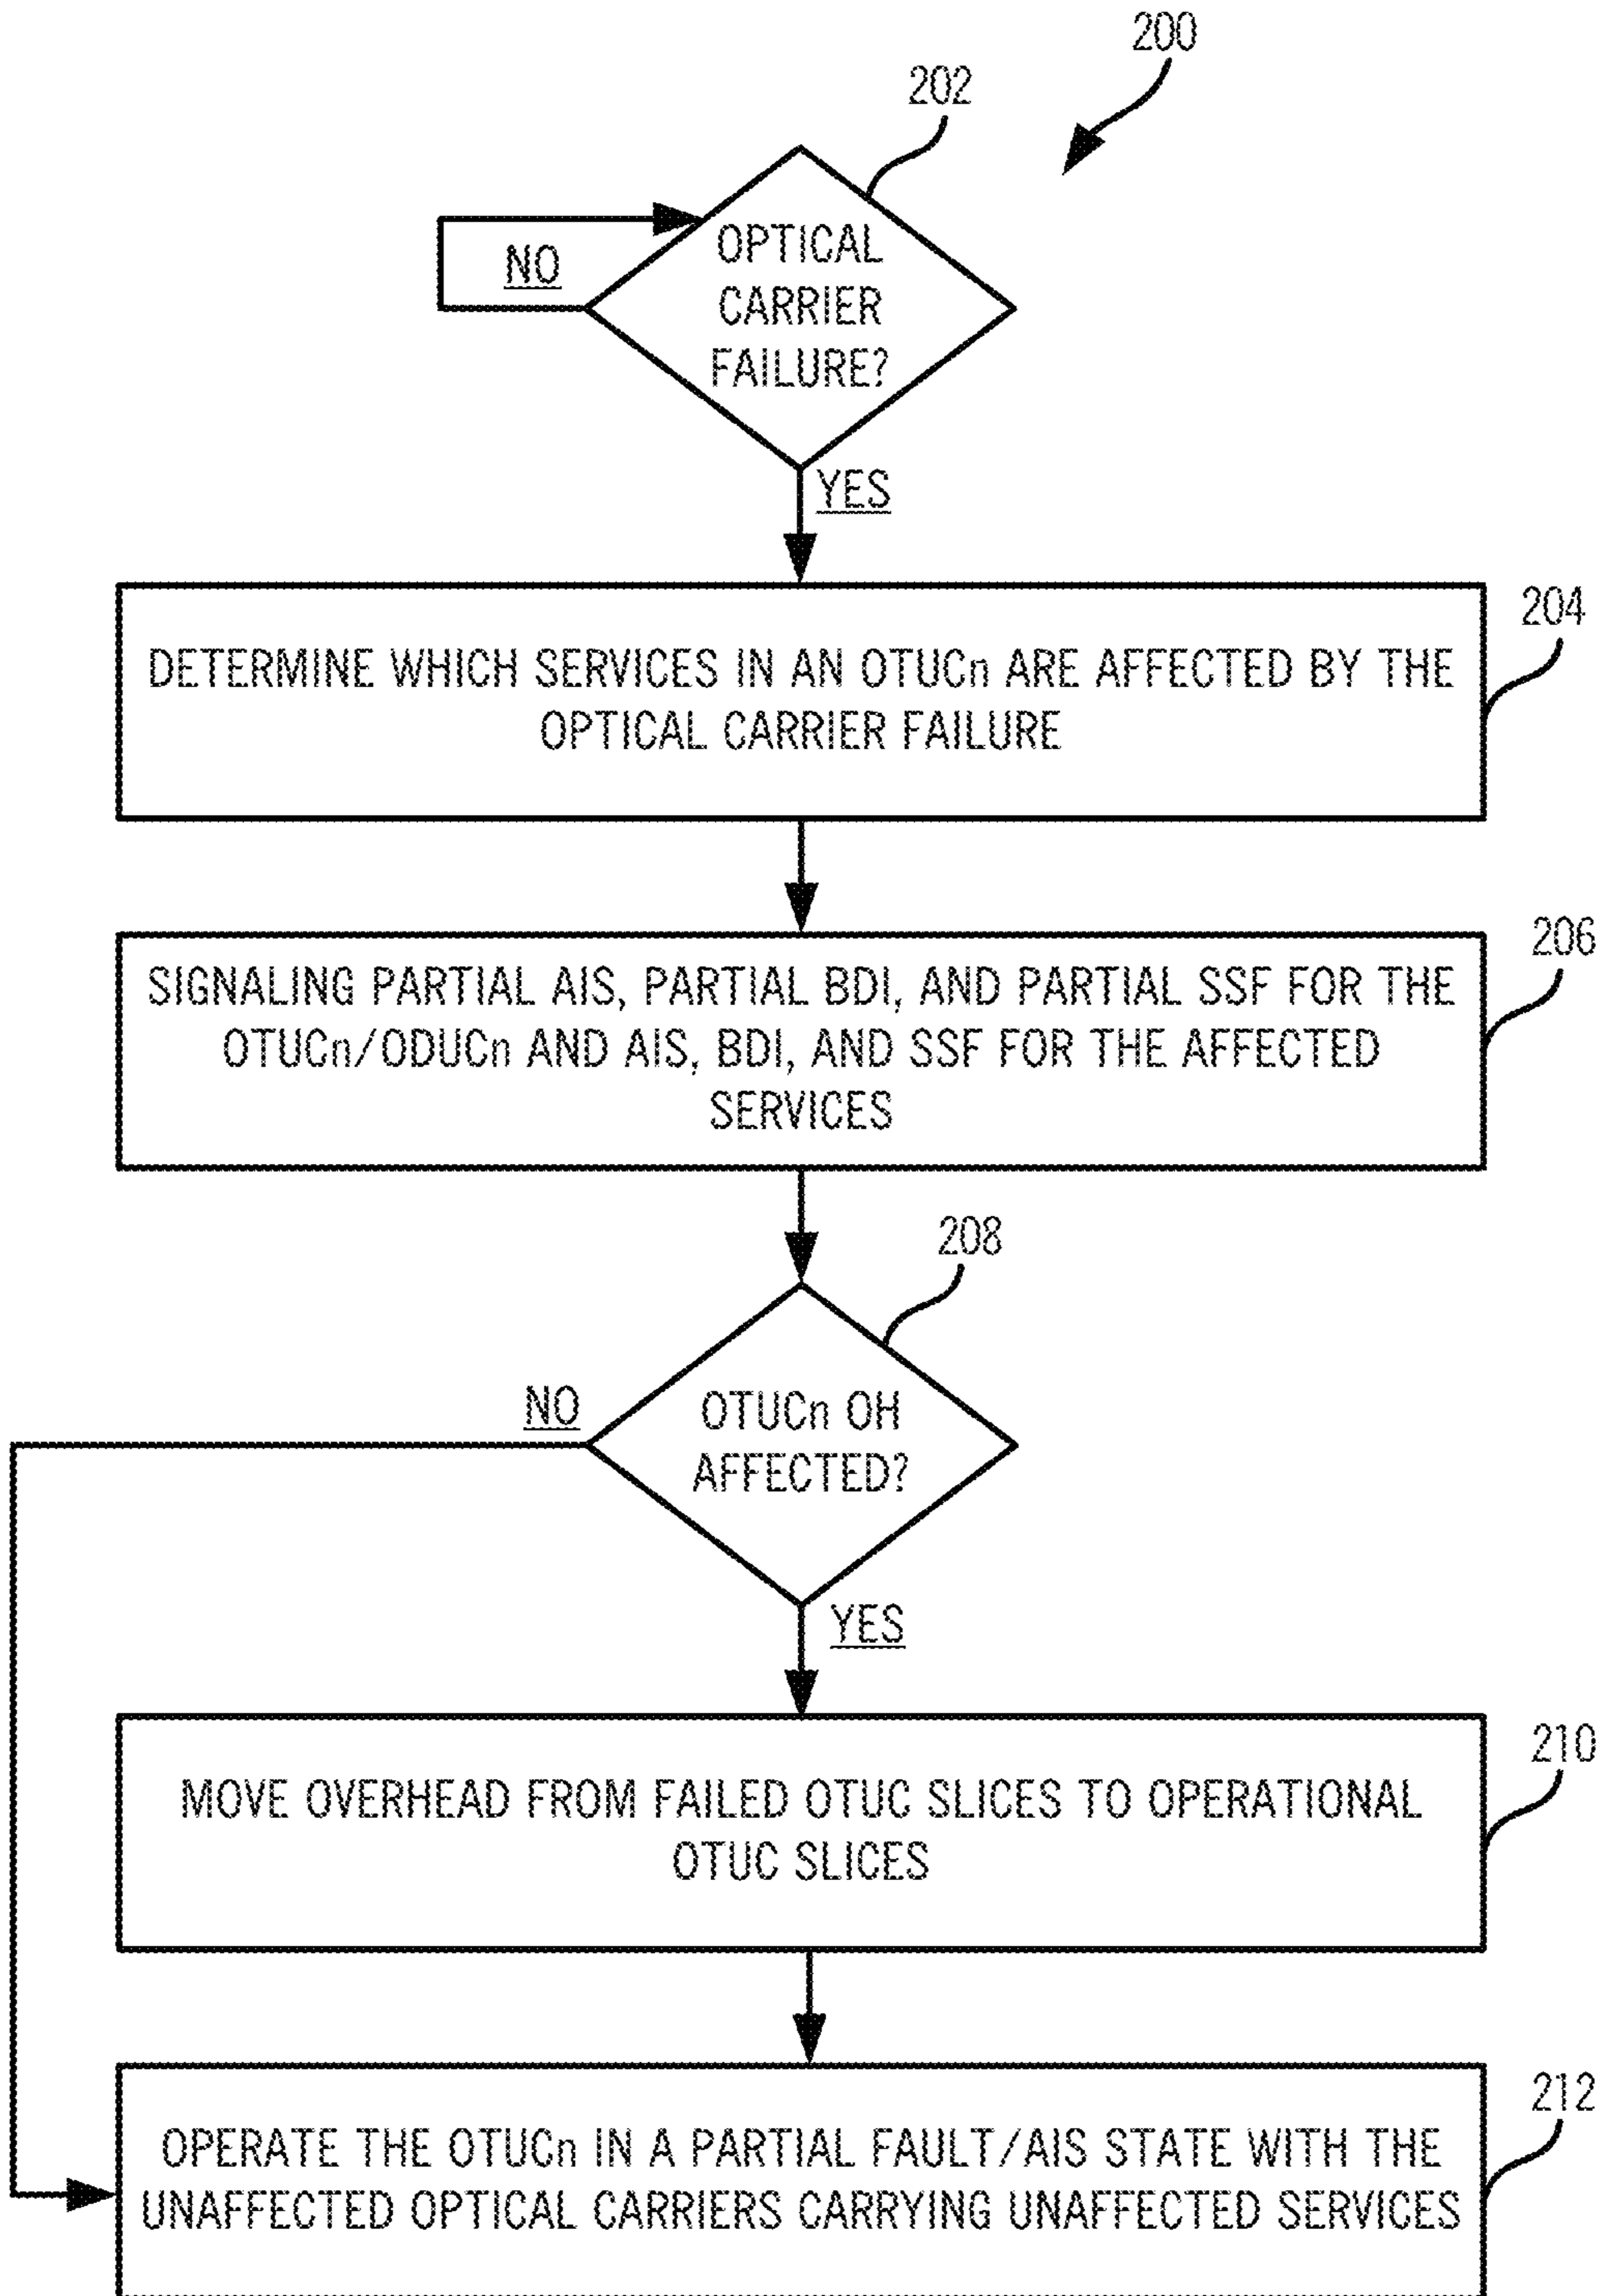 200
202
OPTICAL
CARRIER
FAILURE?
NO
YES
204
DETERMINE WHICH SERVICES IN AN OTUCn ARE AFFECTED BY THE
OPTICAL CARRIER FAILURE
206
SIGNALING PARTIAL AIS, PARTIAL BDI, AND PARTIAL SSF FOR THE
OTUCn/ODUCn AND AIS, BDI, AND SSF FOR THE AFFECTED
SERVICES
208
OTUCn OH
AFFECTED?
NO
YES
210
MOVE OVERHEAD FROM FAILED OTUC SLICES TO OPERATIONAL
OTUC SLICES
212
OPERATE THE OTUCn IN A PARTIAL FAULT/AIS STATE WITH THE
UNAFFECTED OPTICAL CARRIERS CARRYING UNAFFECTED SERVICES